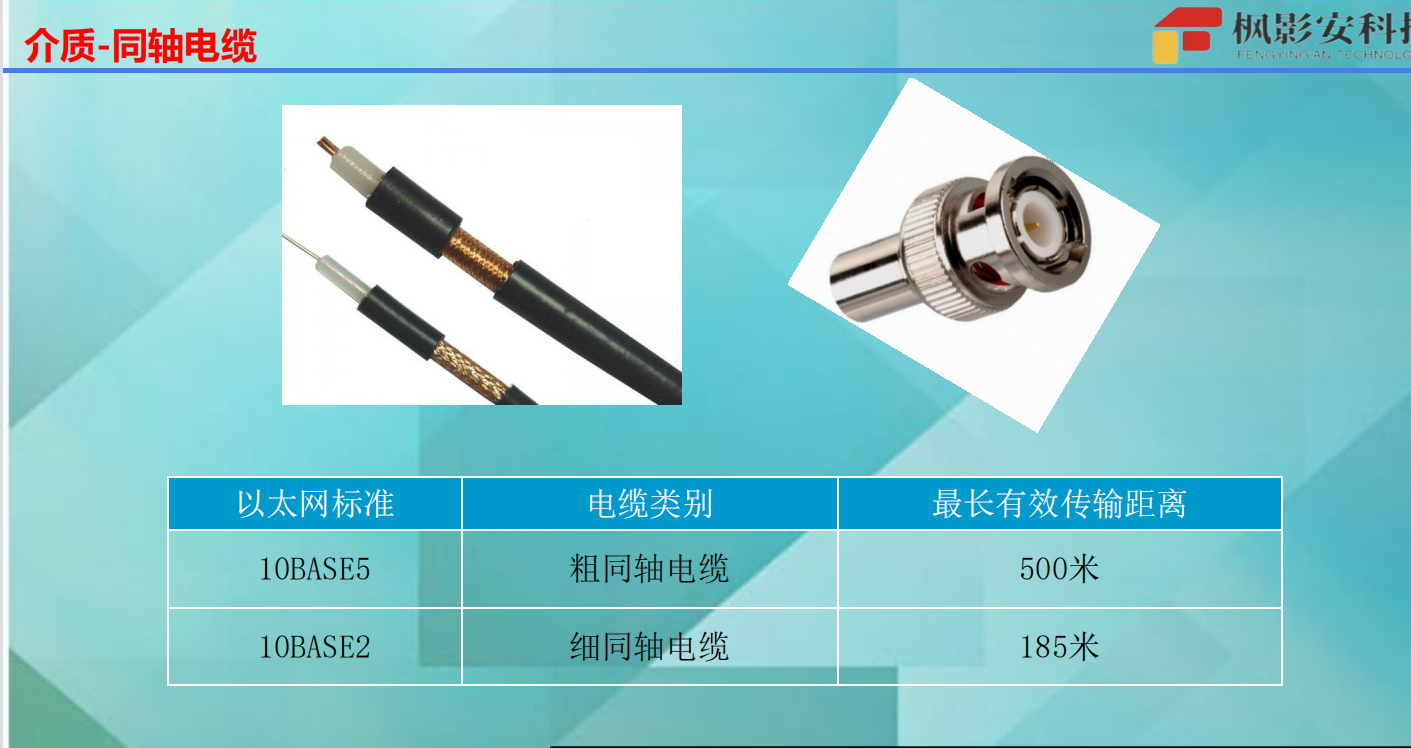 介质-同轴电缆
枫影安科技
FENGYING AN TECHNOLO
以太网标准 电缆类别 最长有效传输距离
10BASE5 粗同轴电缆 500米
10BASE2 细同轴电缆 185米